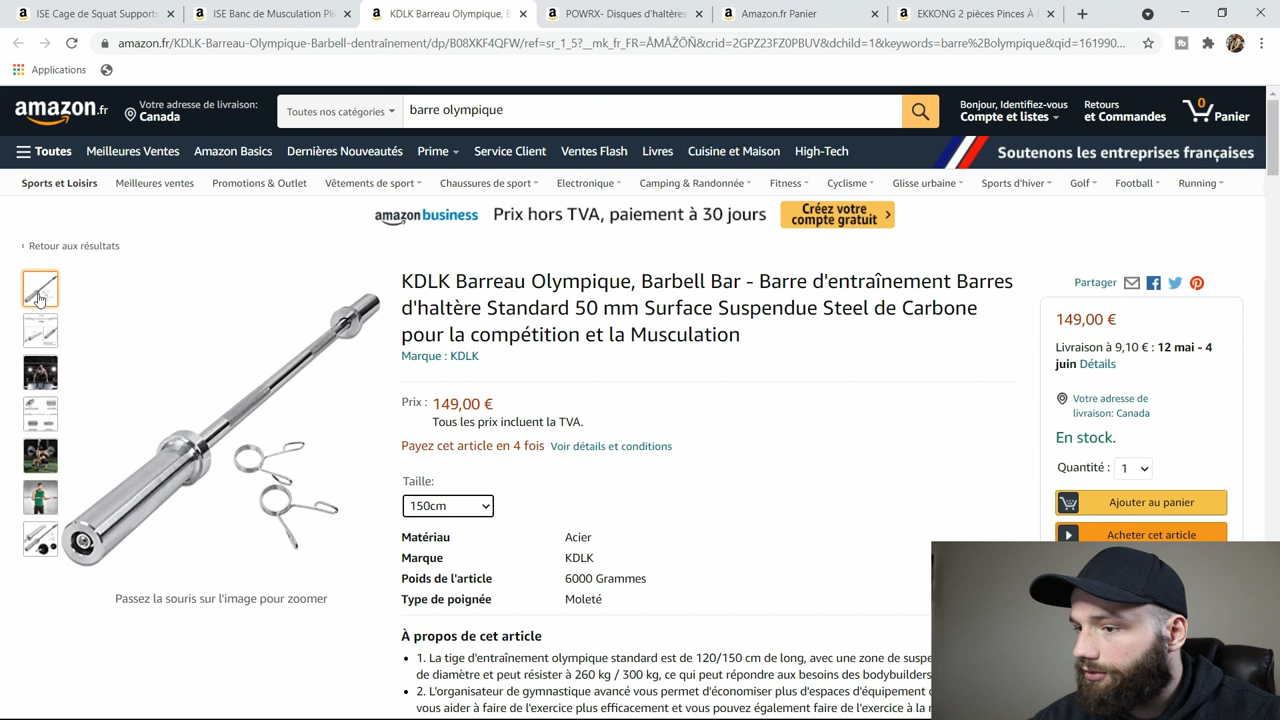 ISE Cage de Squat Supports
ISE Banc de Musculation Pli
KDLK Barreau Olympique, B
POWRX- Disques d'haltères
Amazon.fr Panier
EKKONG 2 pièces Pinces À
amazon.fr/KDLK-Barreau-Olympique-Barbell-dentraînement/dp/B08XKF4QFW/ref=sr_1_5?__mk_fr_FR=ÅMÅŽÕÑ&crid=2GPZ23FZ0PBUV&dchild=1&keywords=barre%2Bolympique&qid=161990...
Applications
amazon.fr
Votre adresse de livraison:
Canada
Toutes nos catégories
barre olympique
Bonjour, Identifiez-vous
Compte et listes
Retours
et Commandes
0
Panier
Toutes
Meilleures Ventes
Amazon Basics
Dernières Nouveautés
Prime
Service Client
Ventes Flash
Livres
Cuisine et Maison
High-Tech
Soutenons les entreprises françaises
Sports et Loisirs
Meilleures ventes
Promotions & Outlet
Vêtements de sport
Chaussures de sport
Electronique
Camping & Randonnée
Fitness
Cyclisme
Glisse urbaine
Sports d'hiver
Golf
Football
Running
amazon business
Prix hors TVA, paiement à 30 jours
Créez votre
compte gratuit
‹ Retour aux résultats
KDLK Barreau Olympique, Barbell Bar - Barre d'entraînement Barres
d'haltère Standard 50 mm Surface Suspendue Steel de Carbone
pour la compétition et la Musculation
Marque : KDLK
Prix : 149,00 €
Tous les prix incluent la TVA.
Payez cet article en 4 fois Voir détails et conditions
Taille:
150cm
Matériau Acier
Marque KDLK
Poids de l'article 6000 Grammes
Type de poignée Moleté
Passez la souris sur l'image pour zoomer
À propos de cet article
• 1. La tige d'entraînement olympique standard est de 120/150 cm de long, avec une zone de suspe
de diamètre et peut résister à 260 kg / 300 kg, ce qui peut répondre aux besoins des bodybuilders
• 2. L'organisateur de gymnastique avancé vous permet d'économiser plus d'espaces d'équipement
vous aider à faire de l'exercice plus efficacement et vous pouvez également faire de l'exercice à la
Partager
149,00 €
Livraison à 9,10 € : 12 mai - 4
juin Détails
Votre adresse de
livraison: Canada
En stock.
Quantité : 1
Ajouter au panier
Acheter cet article